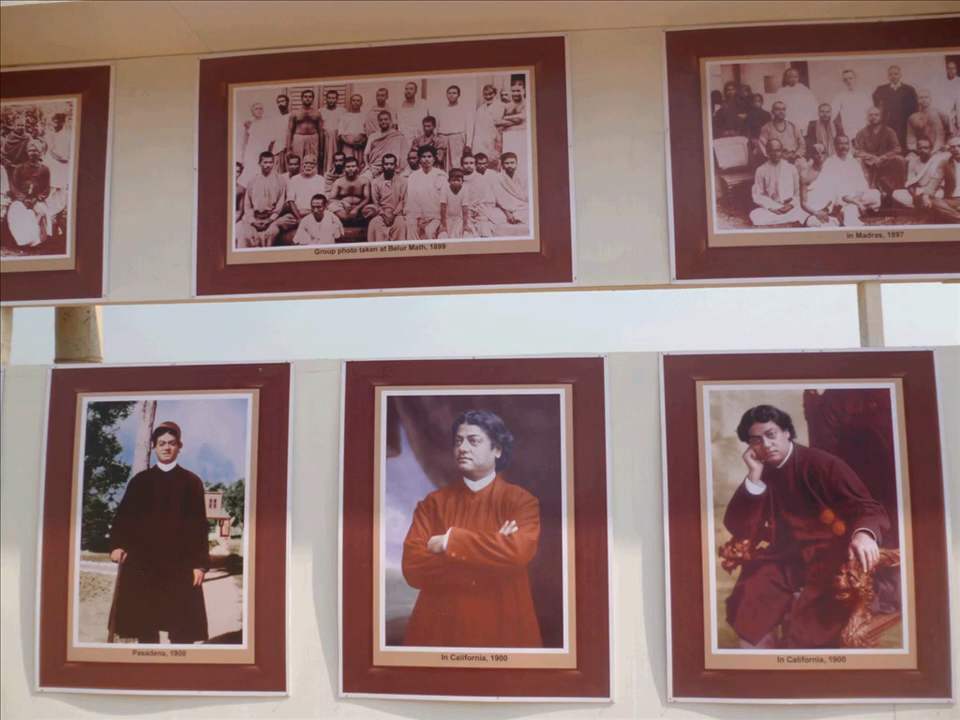 Group photo taken at Belur Math, 1899
In Madras, 1897
Pasadena, 1900
In California, 1900
In California, 1900